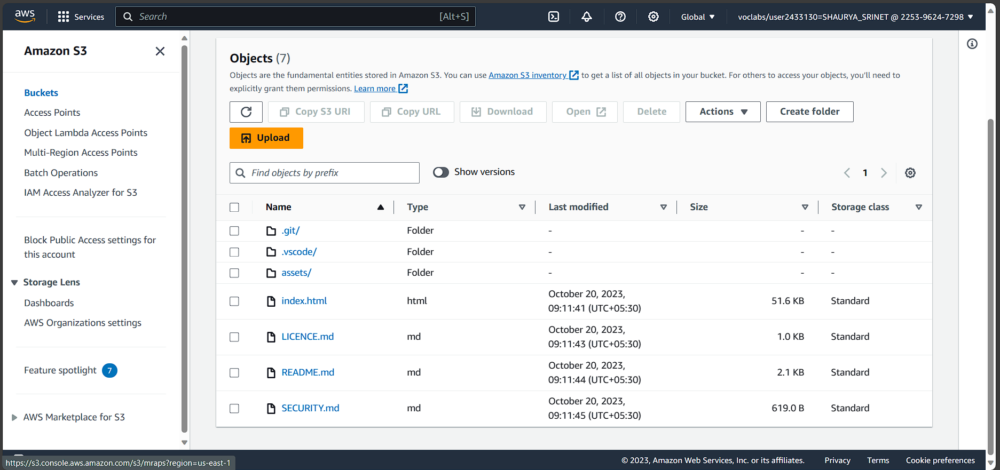 aws
Services
Search
[Alt+S]
Global
voclabs/user2433130=SHAURYA_SRINET @ 2253-9624-7298
Amazon S3
Buckets
Access Points
Object Lambda Access Points
Multi-Region Access Points
Batch Operations
IAM Access Analyzer for S3
Block Public Access settings for
this account
Storage Lens
Dashboards
AWS Organizations settings
Feature spotlight 7
AWS Marketplace for S3
Objects (7)
Objects are the fundamental entities stored in Amazon S3. You can use Amazon S3 inventory to get a list of all objects in your bucket. For others to access your objects, you’ll need to
explicitly grant them permissions. Learn more
Copy S3 URI
Copy URL
Download
Open
Delete
Actions
Create folder
Upload
Find objects by prefix
Show versions
1
Name Type Last modified Size Storage class
.git/ Folder - - -
.vscode/ Folder - - -
assets/ Folder - - -
index.html html October 20, 2023, 51.6 KB Standard
09:11:41 (UTC+05:30)
LICENCE.md md October 20, 2023, 1.0 KB Standard
09:11:43 (UTC+05:30)
README.md md October 20, 2023, 2.1 KB Standard
09:11:44 (UTC+05:30)
SECURITY.md md October 20, 2023, 619.0 B Standard
09:11:45 (UTC+05:30)
https://s3.console.aws.amazon.com/s3/mraps?region=us-east-1
© 2023, Amazon Web Services, Inc. or its affiliates.
Privacy
Terms
Cookie preferences